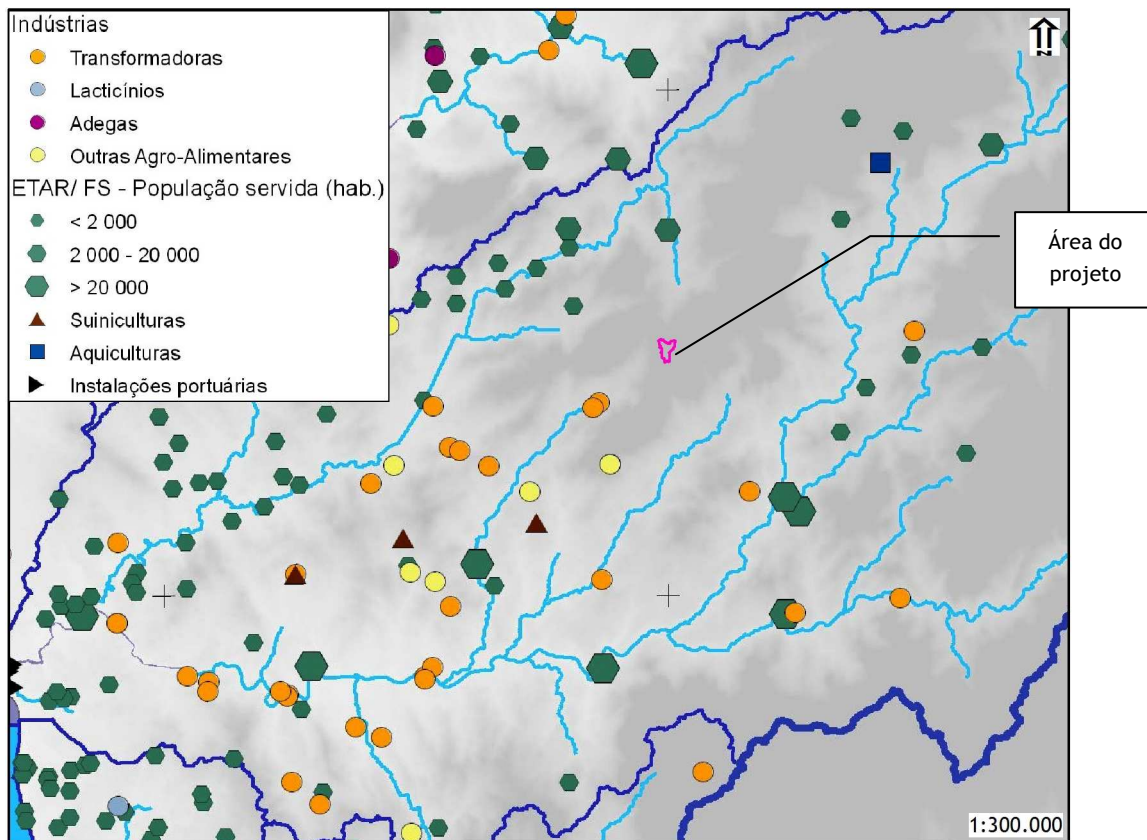 Indústrias
Transformadoras
Lacticínios
Adegas
Outras Agro-Alimentares
ETAR/ FS - População servida (hab.)
< 2 000
2 000 - 20 000
> 20 000
Suiniculturas
Aquiculturas
Instalações portuárias
N
Área do
projeto
1:300.000